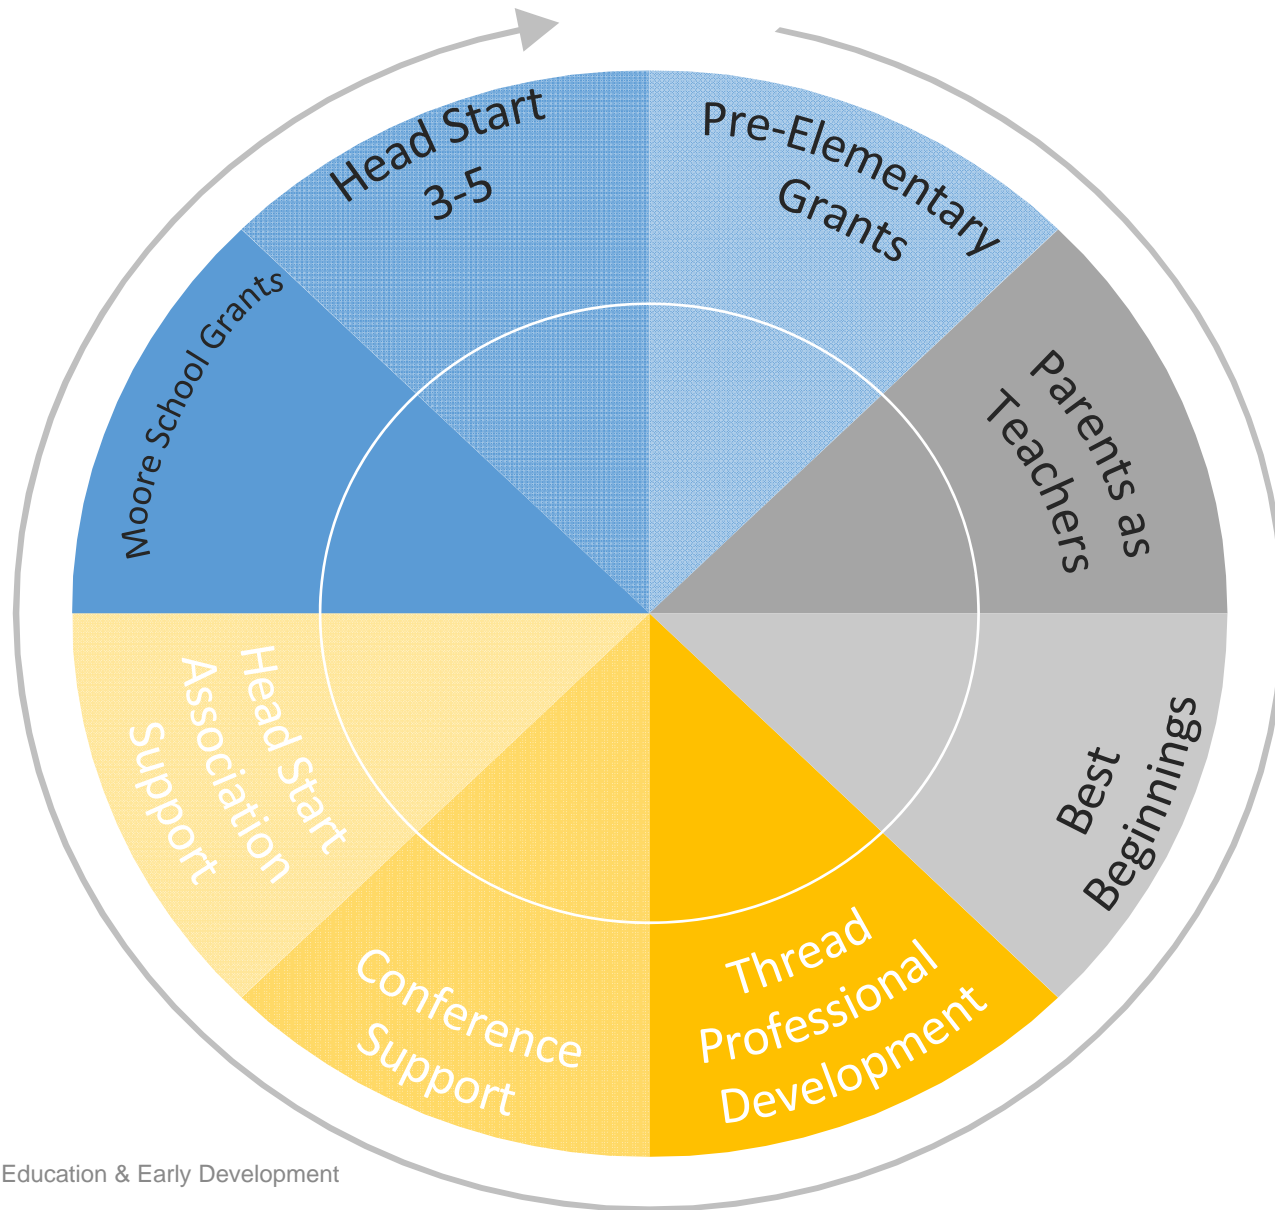 Head Start
3-5
Pre-Elementary
Grants
Parents as
Teachers
Best
Beginnings
Thread
Professional
Development
Conference
Support
Head Start
Association
Support
Moore School Grants
Education & Early Development